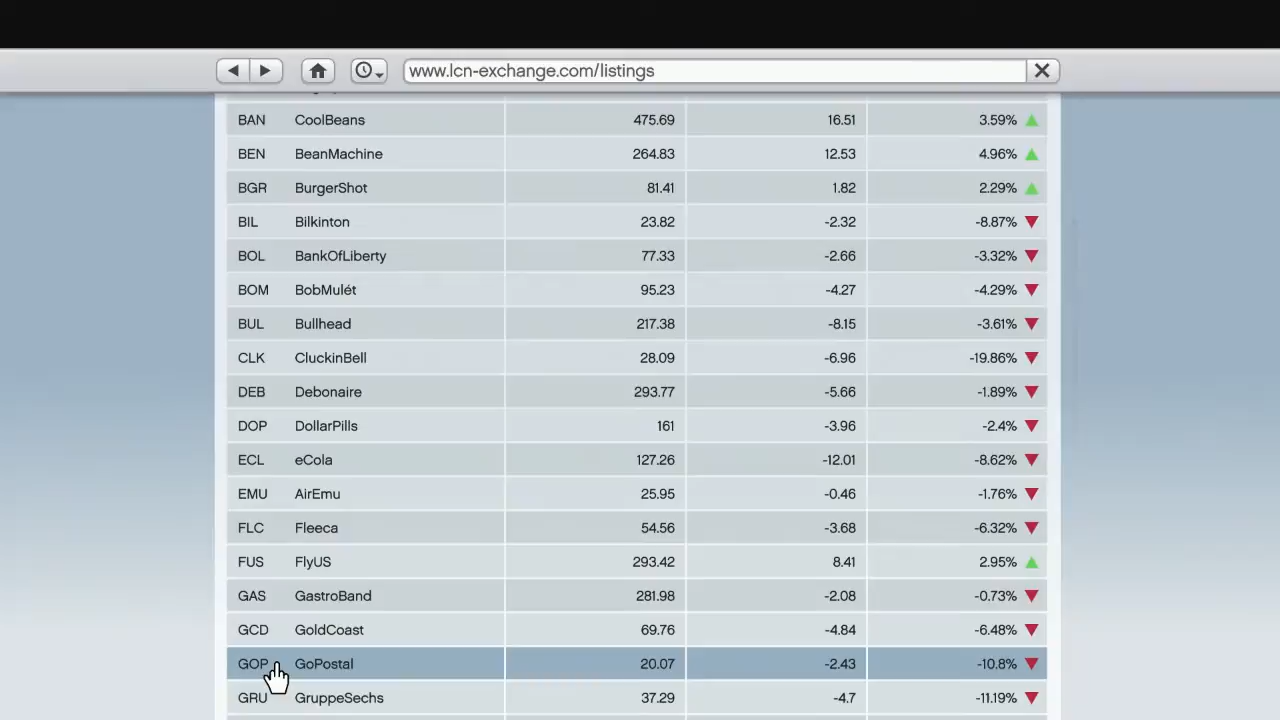 www.lcn-exchange.com/listings
BAN CoolBeans 475.69 16.51 3.59%
BEN BeanMachine 264.83 12.53 4.96%
BGR BurgerShot 81.41 1.82 2.29%
BIL Bilkinton 23.82 -2.32 -8.87%
BOL BankOfLiberty 77.33 -2.66 -3.32%
BOM BobMulét 95.23 -4.27 -4.29%
BUL Bullhead 217.38 -8.15 -3.61%
CLK CluckinBell 28.09 -6.96 -19.86%
DEB Debonaire 293.77 -5.66 -1.89%
DOP DollarPills 161 -3.96 -2.4%
ECL eCola 127.26 -12.01 -8.62%
EMU AirEmu 25.95 -0.46 -1.76%
FLC Fleeca 54.56 -3.68 -6.32%
FUS FlyUS 293.42 8.41 2.95%
GAS GastroBand 281.98 -2.08 -0.73%
GCD GoldCoast 69.76 -4.84 -6.48%
GOP GoPostal 20.07 -2.43 -10.8%
GRU GruppeSechs 37.29 -4.7 -11.19%